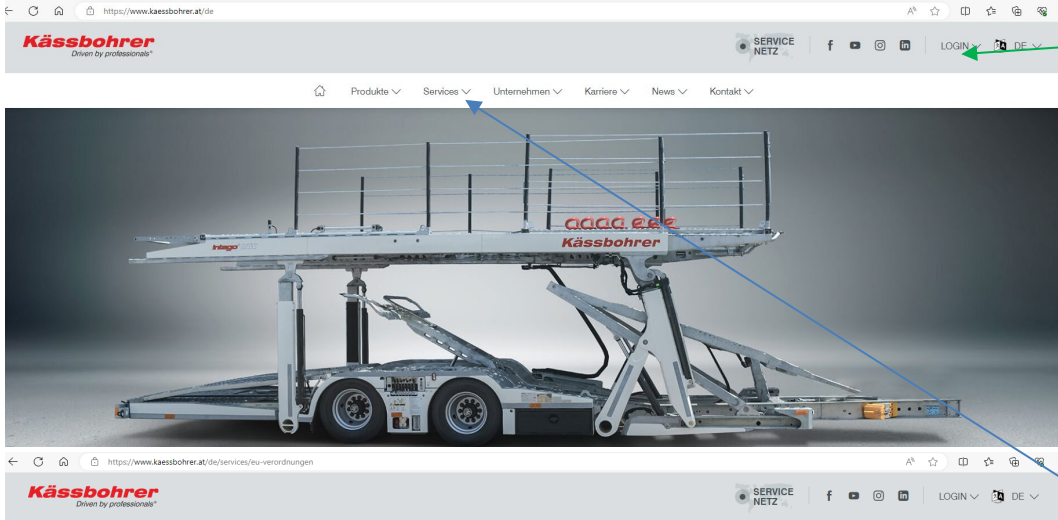 https://www.kaessbohrer.at/de
Kässbohrer
Driven by professionals®
SERVICE
NETZ
LOGIN
DE
Produkte
Services
Unternehmen
Karriere
News
Kontakt
Intago
Kässbohrer
https://www.kaessbohrer.at/de/services/eu-verordnungen
Kässbohrer
Driven by professionals®
SERVICE
NETZ
LOGIN
DE